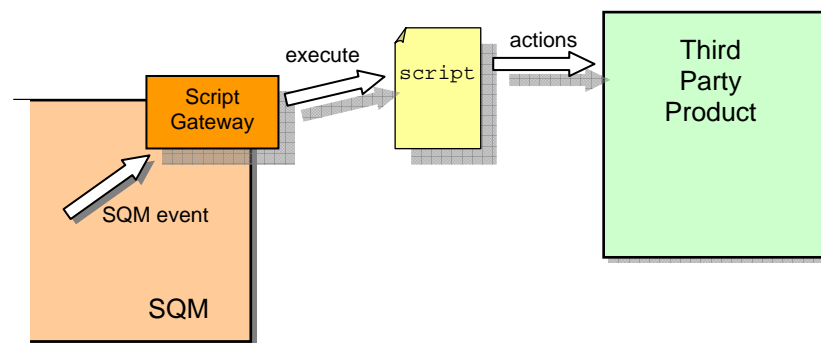 Script
Gateway
execute
script
actions
Third
Party
Product
SQM event
SQM